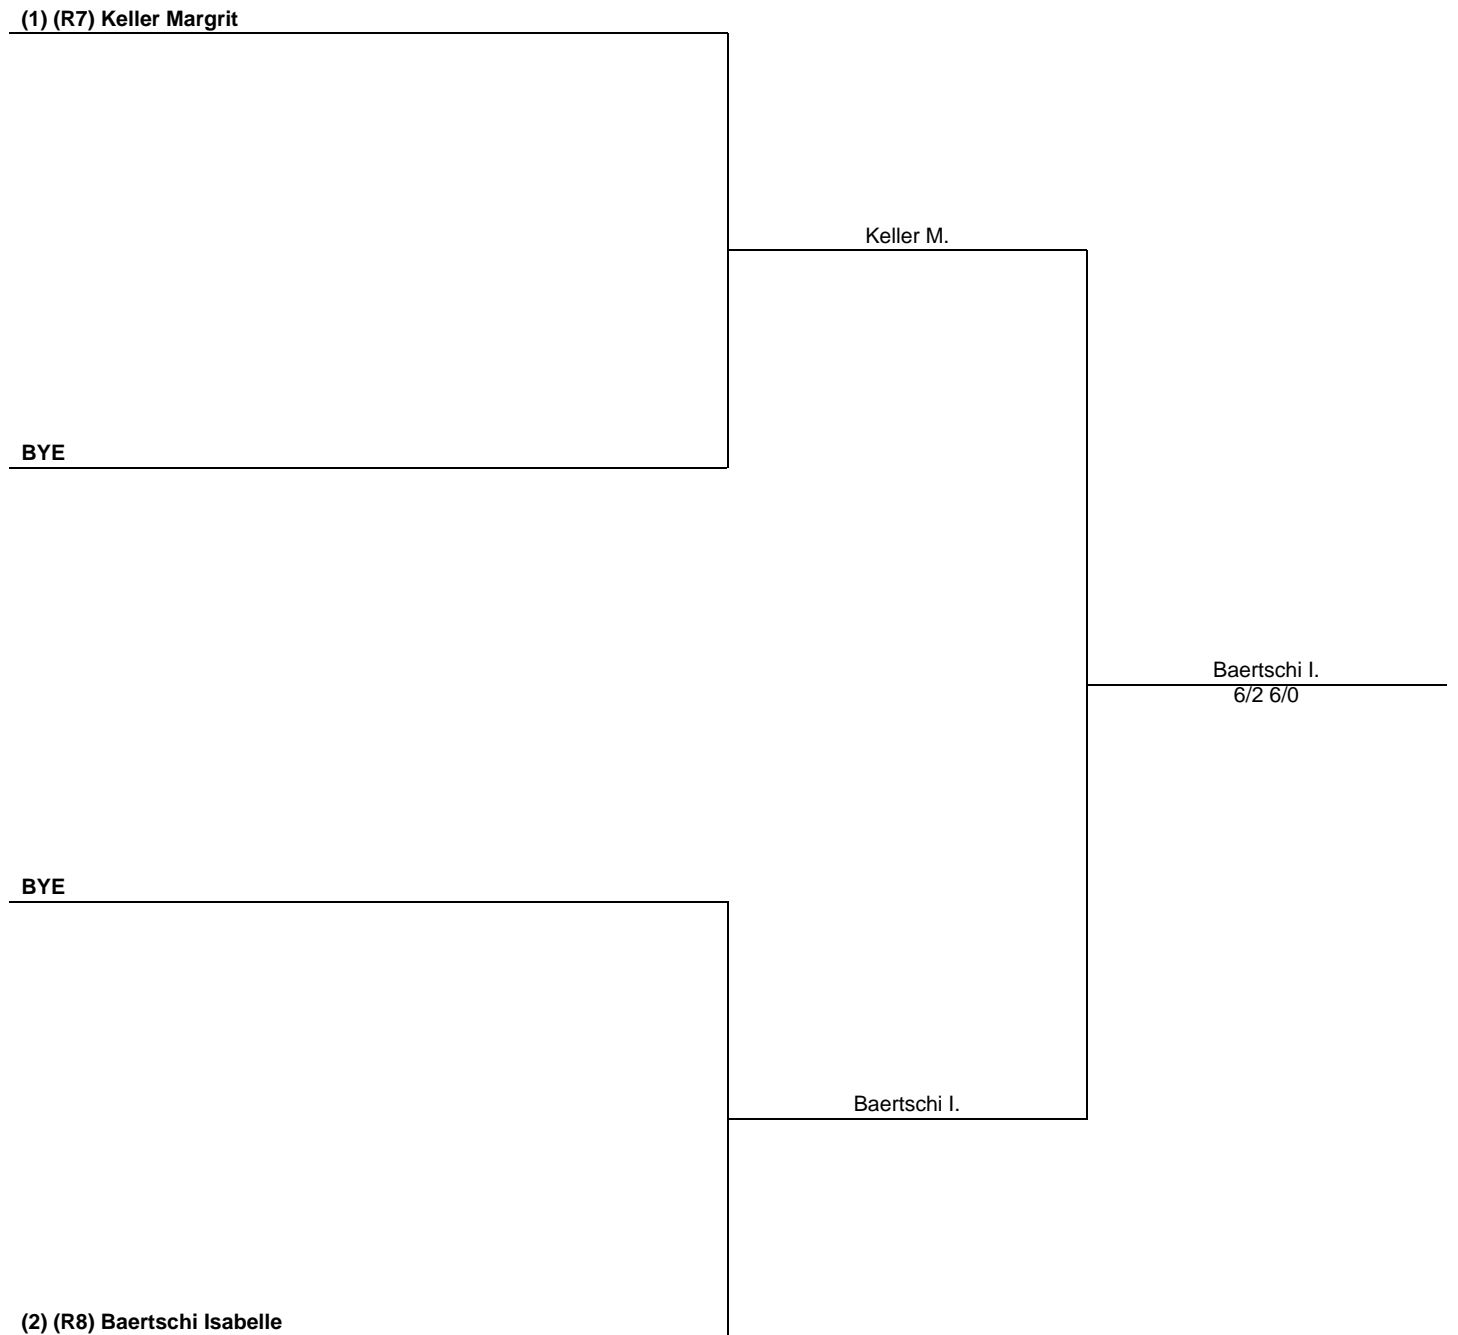 (1) (R7) Keller Margrit
Keller M.
BYE
Baertschi I.
6/2 6/0
BYE
Baertschi I.
(2) (R8) Baertschi Isabelle